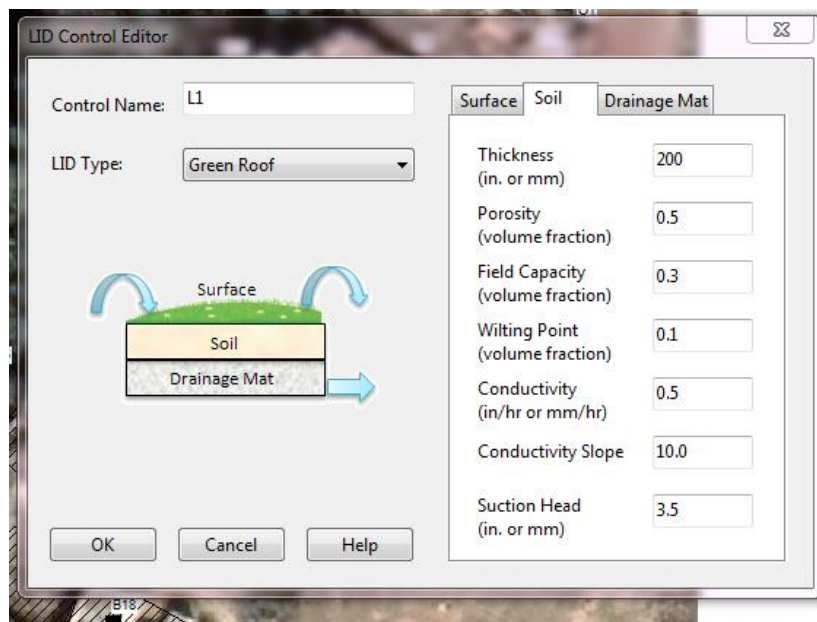 LID Control Editor
Control Name:
L1
LID Type:
Green Roof
Surface
Soil
Drainage Mat
Surface
Soil
Drainage Mat
Thickness
(in. or mm)
200
Porosity
(volume fraction)
0.5
Field Capacity
(volume fraction)
0.3
Wilting Point
(volume fraction)
0.1
Conductivity
(in/hr or mm/hr)
0.5
Conductivity Slope
10.0
Suction Head
(in. or mm)
3.5
OK
Cancel
Help
B18